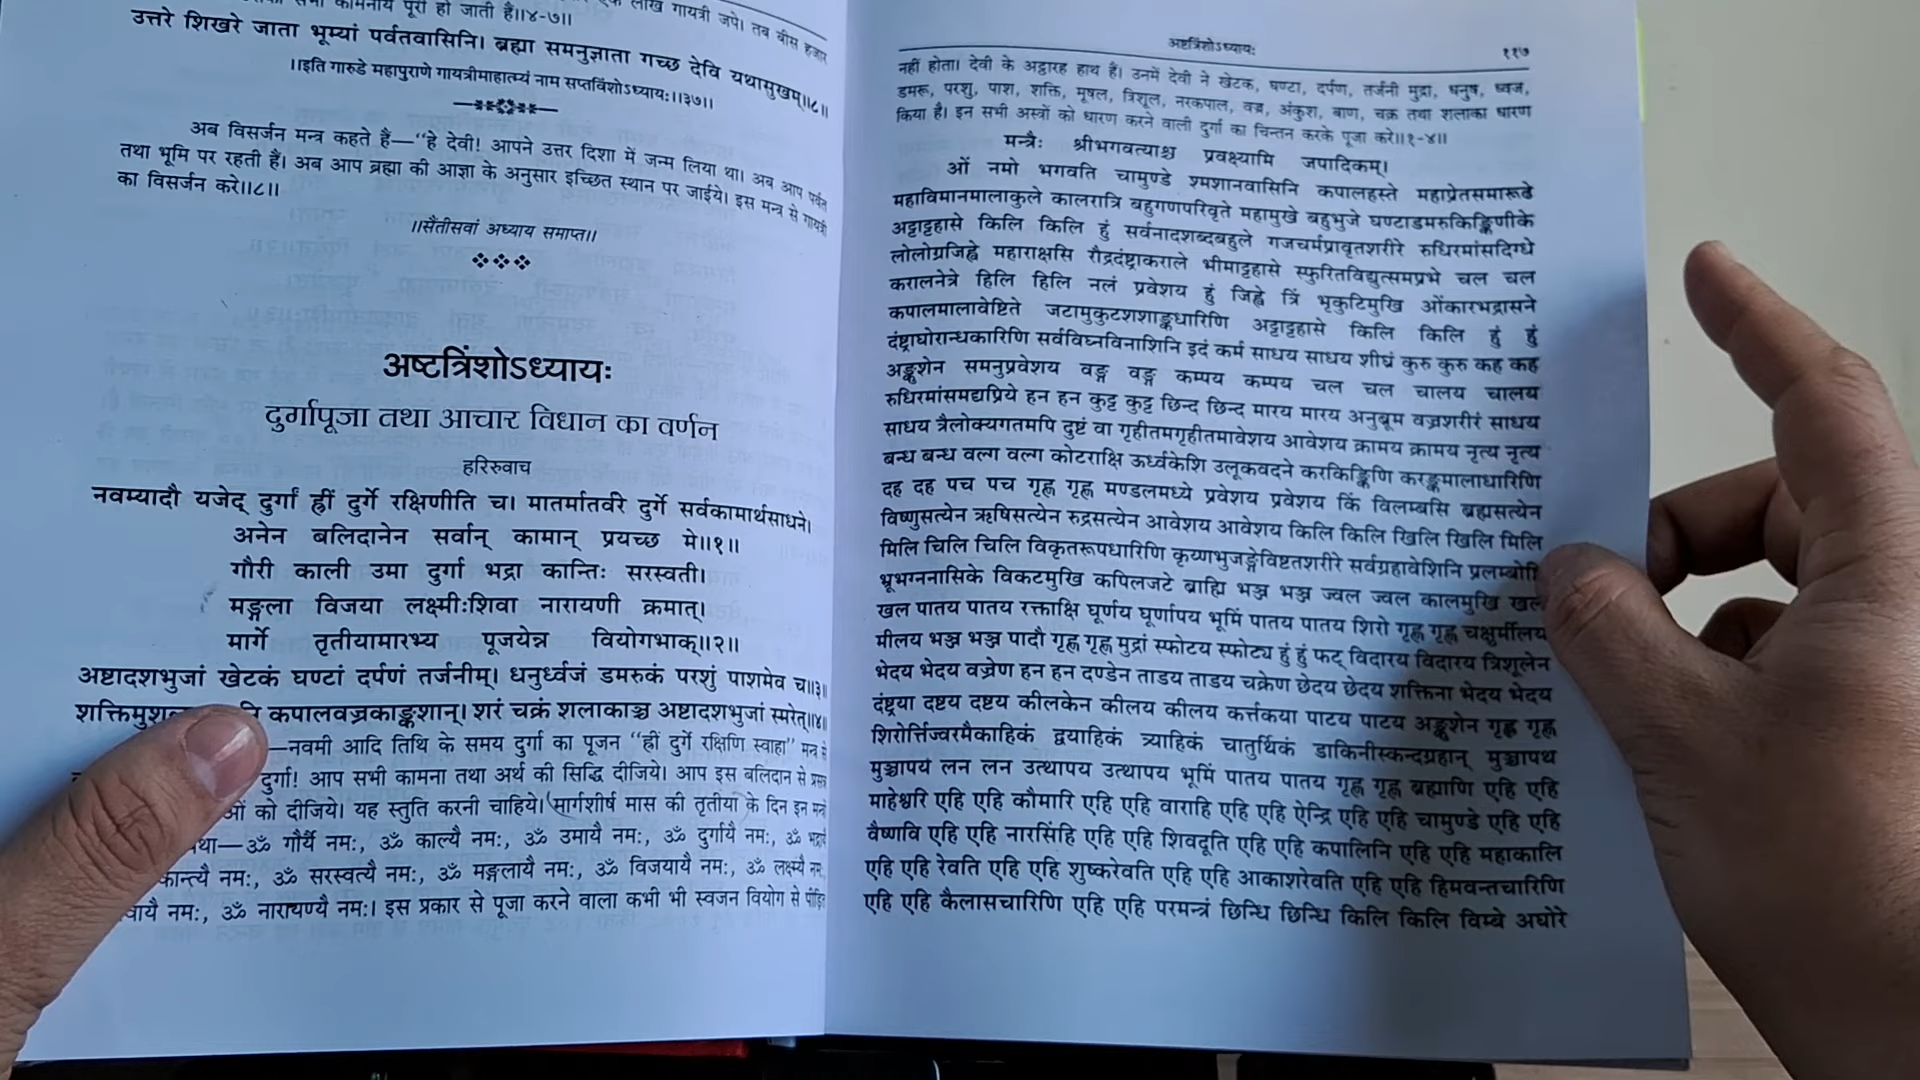 सभी कामनायें पूरी हो जाती हैं॥४-७॥
एक लाख गायत्री जपे। तब बीस हजार
उत्तरे शिखरे जाता भूम्यां पर्वतवासिनि। ब्रह्मा समनुज्ञाता गच्छ देवि यथासुखम्॥८॥
॥इति गारुडे महापुराणे गायत्रीमाहात्म्यं नाम सप्तविंशोऽध्यायः॥३७॥
अब विसर्जन मन्त्र कहते हैं—“हे देवी! आपने उत्तर दिशा में जन्म लिया था। अब आप पर्वत
तथा भूमि पर रहती हैं। अब आप ब्रह्मा की आज्ञा के अनुसार इच्छित स्थान पर जाईये। इस मन्त्र से गायत्री
का विसर्जन करे॥८॥
॥सैंतीसवां अध्याय समाप्त॥
अष्टत्रिंशोऽध्यायः
दुर्गापूजा तथा आचार विधान का वर्णन
हरिरुवाच
नवम्यादौ यजेद् दुर्गां ह्रीं दुर्गे रक्षिणीति च। मातर्मातर्वरे दुर्गे सर्वकामार्थसाधने।
अनेन बलिदानेन सर्वान् कामान् प्रयच्छ मे॥१॥
गौरी काली उमा दुर्गा भद्रा कान्तिः सरस्वती।
मङ्गला विजया लक्ष्मीःशिवा नारायणी क्रमात्।
मार्गे तृतीयामारभ्य पूजयेन्न वियोगभाक्॥२॥
अष्टादशभुजां खेटकं घण्टां दर्पणं तर्जनीम्। धनुर्ध्वजं डमरुकं परशुं पाशमेव च॥३॥
कपालवज्रकाङ्कुशान्। शरं चक्रं शलाकाञ्च अष्टादशभुजां स्मरेत्॥४॥
—नवमी आदि तिथि के समय दुर्गा का पूजन “ह्रीं दुर्गे रक्षिणि स्वाहा” मन्त्र से
दुर्गा! आप सभी कामना तथा अर्थ की सिद्धि दीजिये। आप इस बलिदान से प्रसन्न
को दीजिये। यह स्तुति करनी चाहिये। (मार्गशीर्ष मास की तृतीया के दिन इन मन्त्रों
ॐ गौर्यै नमः, ॐ काल्यै नमः, ॐ उमायै नमः, ॐ दुर्गायै नमः, ॐ भद्रायै
कान्त्यै नमः, ॐ सरस्वत्यै नमः, ॐ मङ्गलायै नमः, ॐ विजयायै नमः, ॐ लक्ष्म्यै नमः,
नमः, ॐ नारायण्यै नमः। इस प्रकार से पूजा करने वाला कभी भी स्वजन वियोग से पीड़ित
अष्टत्रिंशोऽध्यायः ११७
नहीं होता। देवी के अट्ठारह हाथ हैं। उनमें देवी ने खेटक, घण्टा, दर्पण, तर्जनी मुद्रा, धनुष, ध्वज,
डमरू, परशु, पाश, शक्ति, मूषल, त्रिशूल, नरकपाल, वज्र, अंकुश, बाण, चक्र तथा शलाका धारण
किया है। इन सभी अस्त्रों को धारण करने वाली दुर्गा का चिन्तन करके पूजा करे॥१-४॥
मन्त्रैः श्रीभगवत्याश्च प्रवक्ष्यामि जपादिकम्।
ओं नमो भगवति चामुण्डे श्मशानवासिनि कपालहस्ते महाप्रेतसमारूढे
महाविमानमालाकुले कालरात्रि बहुगणपरिवृते महामुखे बहुभुजे घण्टाडमरुकिङ्किणीके
अट्टाट्टहासे किलि किलि हुं सर्वनादशब्दबहुले गजचर्मप्रावृतशरीरे रुधिरमांसदिग्धे
लोलोग्रजिह्वे महाराक्षसि रौद्रदंष्ट्राकराले भीमाट्टहासे स्फुरितविद्युत्समप्रभे चल चल
करालनेत्रे हिलि हिलि नलं प्रवेशय हुं जिह्वे त्रिं भृकुटिमुखि ओंकारभद्रासने
कपालमालावेष्टिते जटामुकुटशशाङ्कधारिणि अट्टाट्टहासे किलि किलि हुं हुं
दंष्ट्राघोरान्धकारिणि सर्वविघ्नविनाशिनि इदं कर्म साधय साधय शीघ्रं कुरु कुरु कह कह
अङ्कुशेन समनुप्रवेशय वङ्ग वङ्ग कम्पय कम्पय चल चल चालय चालय
रुधिरमांसमद्यप्रिये हन हन कुट्ट कुट्ट छिन्द छिन्द मारय मारय अनुबूम वज्रशरीरं साधय
साधय त्रैलोक्यगतमपि दुष्टं वा गृहीतमगृहीतमावेशय आवेशय क्रामय क्रामय नृत्य नृत्य
बन्ध बन्ध वल्ग वल्ग कोटराक्षि ऊर्ध्वकेशि उलूकवदने करकिङ्किणि करङ्कमालाधारिणि
दह दह पच पच गृह्ण गृह्ण मण्डलमध्ये प्रवेशय प्रवेशय किं विलम्बसि ब्रह्मसत्येन
विष्णुसत्येन ऋषिसत्येन रुद्रसत्येन आवेशय आवेशय किलि किलि खिलि खिलि मिलि
मिलि चिलि चिलि विकृतरूपधारिणि कृष्णभुजङ्गेविष्टतशरीरे सर्वग्रहावेशिनि
भ्रूभग्ननासिके विकटमुखि कपिलजटे ब्राह्मि भञ्ज भञ्ज ज्वल ज्वल कालमुखि खल
खल पातय पातय रक्ताक्षि घूर्णय घूर्णापय भूमिं पातय पातय शिरो गृह्ण गृह्ण चक्षुर्मीलय
मीलय भञ्ज भञ्ज पादौ गृह्ण गृह्ण मुद्रां स्फोटय स्फोट्य हुं हुं फट् विदारय विदारय त्रिशूलेन
भेदय भेदय वज्रेण हन हन दण्डेन ताडय ताडय चक्रेण छेदय छेदय शक्तिना भेदय भेदय
दंष्ट्रया दष्टय दष्टय कीलकेन कीलय कीलय कर्त्तकया पाटय पाटय अङ्कुशेन गृह्ण गृह्ण
शिरोर्त्तिज्वरमैकाहिकं द्वयाहिकं त्र्याहिकं चातुर्थिकं डाकिनीस्कन्दग्रहान् मुञ्चापथ
मुञ्चापय लन लन उत्थापय उत्थापय भूमिं पातय पातय गृह्ण गृह्ण ब्रह्माणि एहि एहि
माहेश्वरि एहि एहि कौमारि एहि एहि वाराहि एहि एहि ऐन्द्रि एहि एहि चामुण्डे एहि एहि
वैष्णवि एहि एहि नारसिंहि एहि एहि शिवदूति एहि एहि कपालिनि एहि एहि महाकालि
एहि एहि रेवति एहि एहि शुष्करेवति एहि एहि आकाशरेवति एहि एहि हिमवन्तचारिणि
एहि एहि कैलासचारिणि एहि एहि परमन्त्रं छिन्धि छिन्धि किलि किलि विम्बे अघोरे